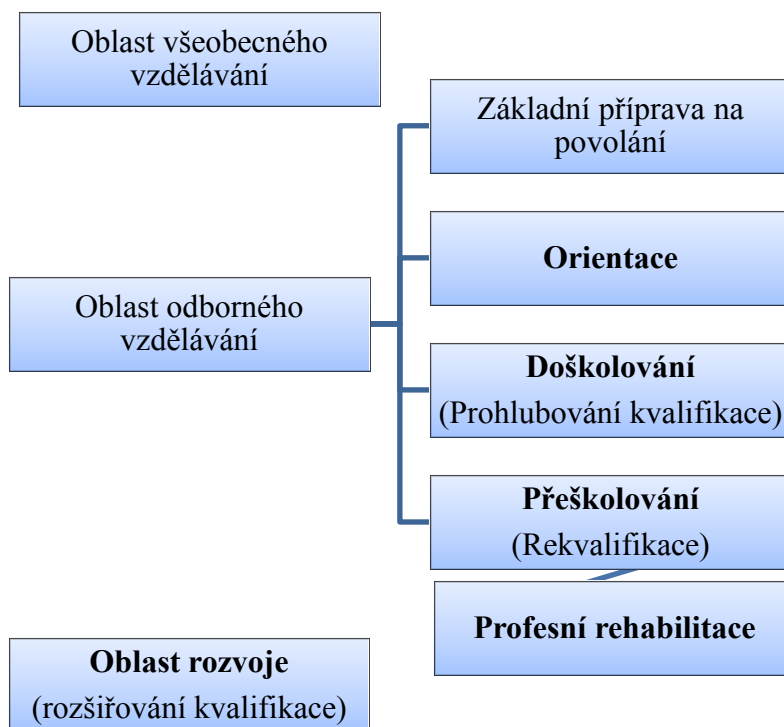 Oblast všeobecného
vzdělávání
Základní příprava na
povolání
Orientace
Oblast odborného
vzdělávání
Doškolování
(Prohlubování kvalifikace)
Přeškolování
(Rekvalifikace)
Profesní rehabilitace
Oblast rozvoje
(rozšiřování kvalifikace)